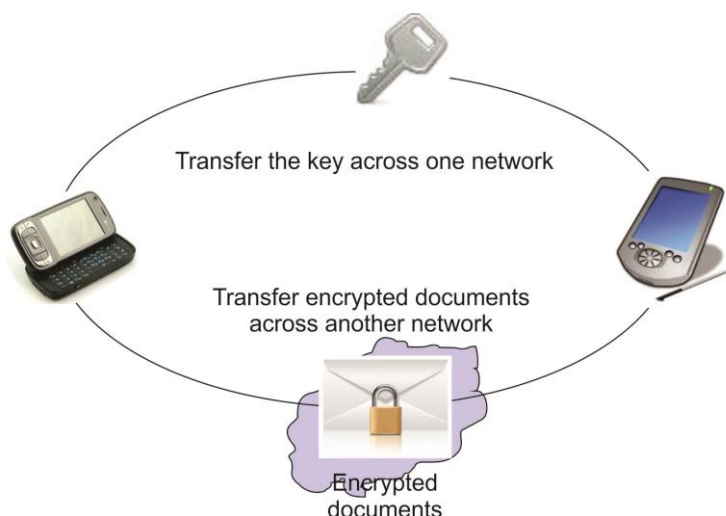 Transfer the key across one network
Transfer encrypted documents
across another network
Encrypted
documents